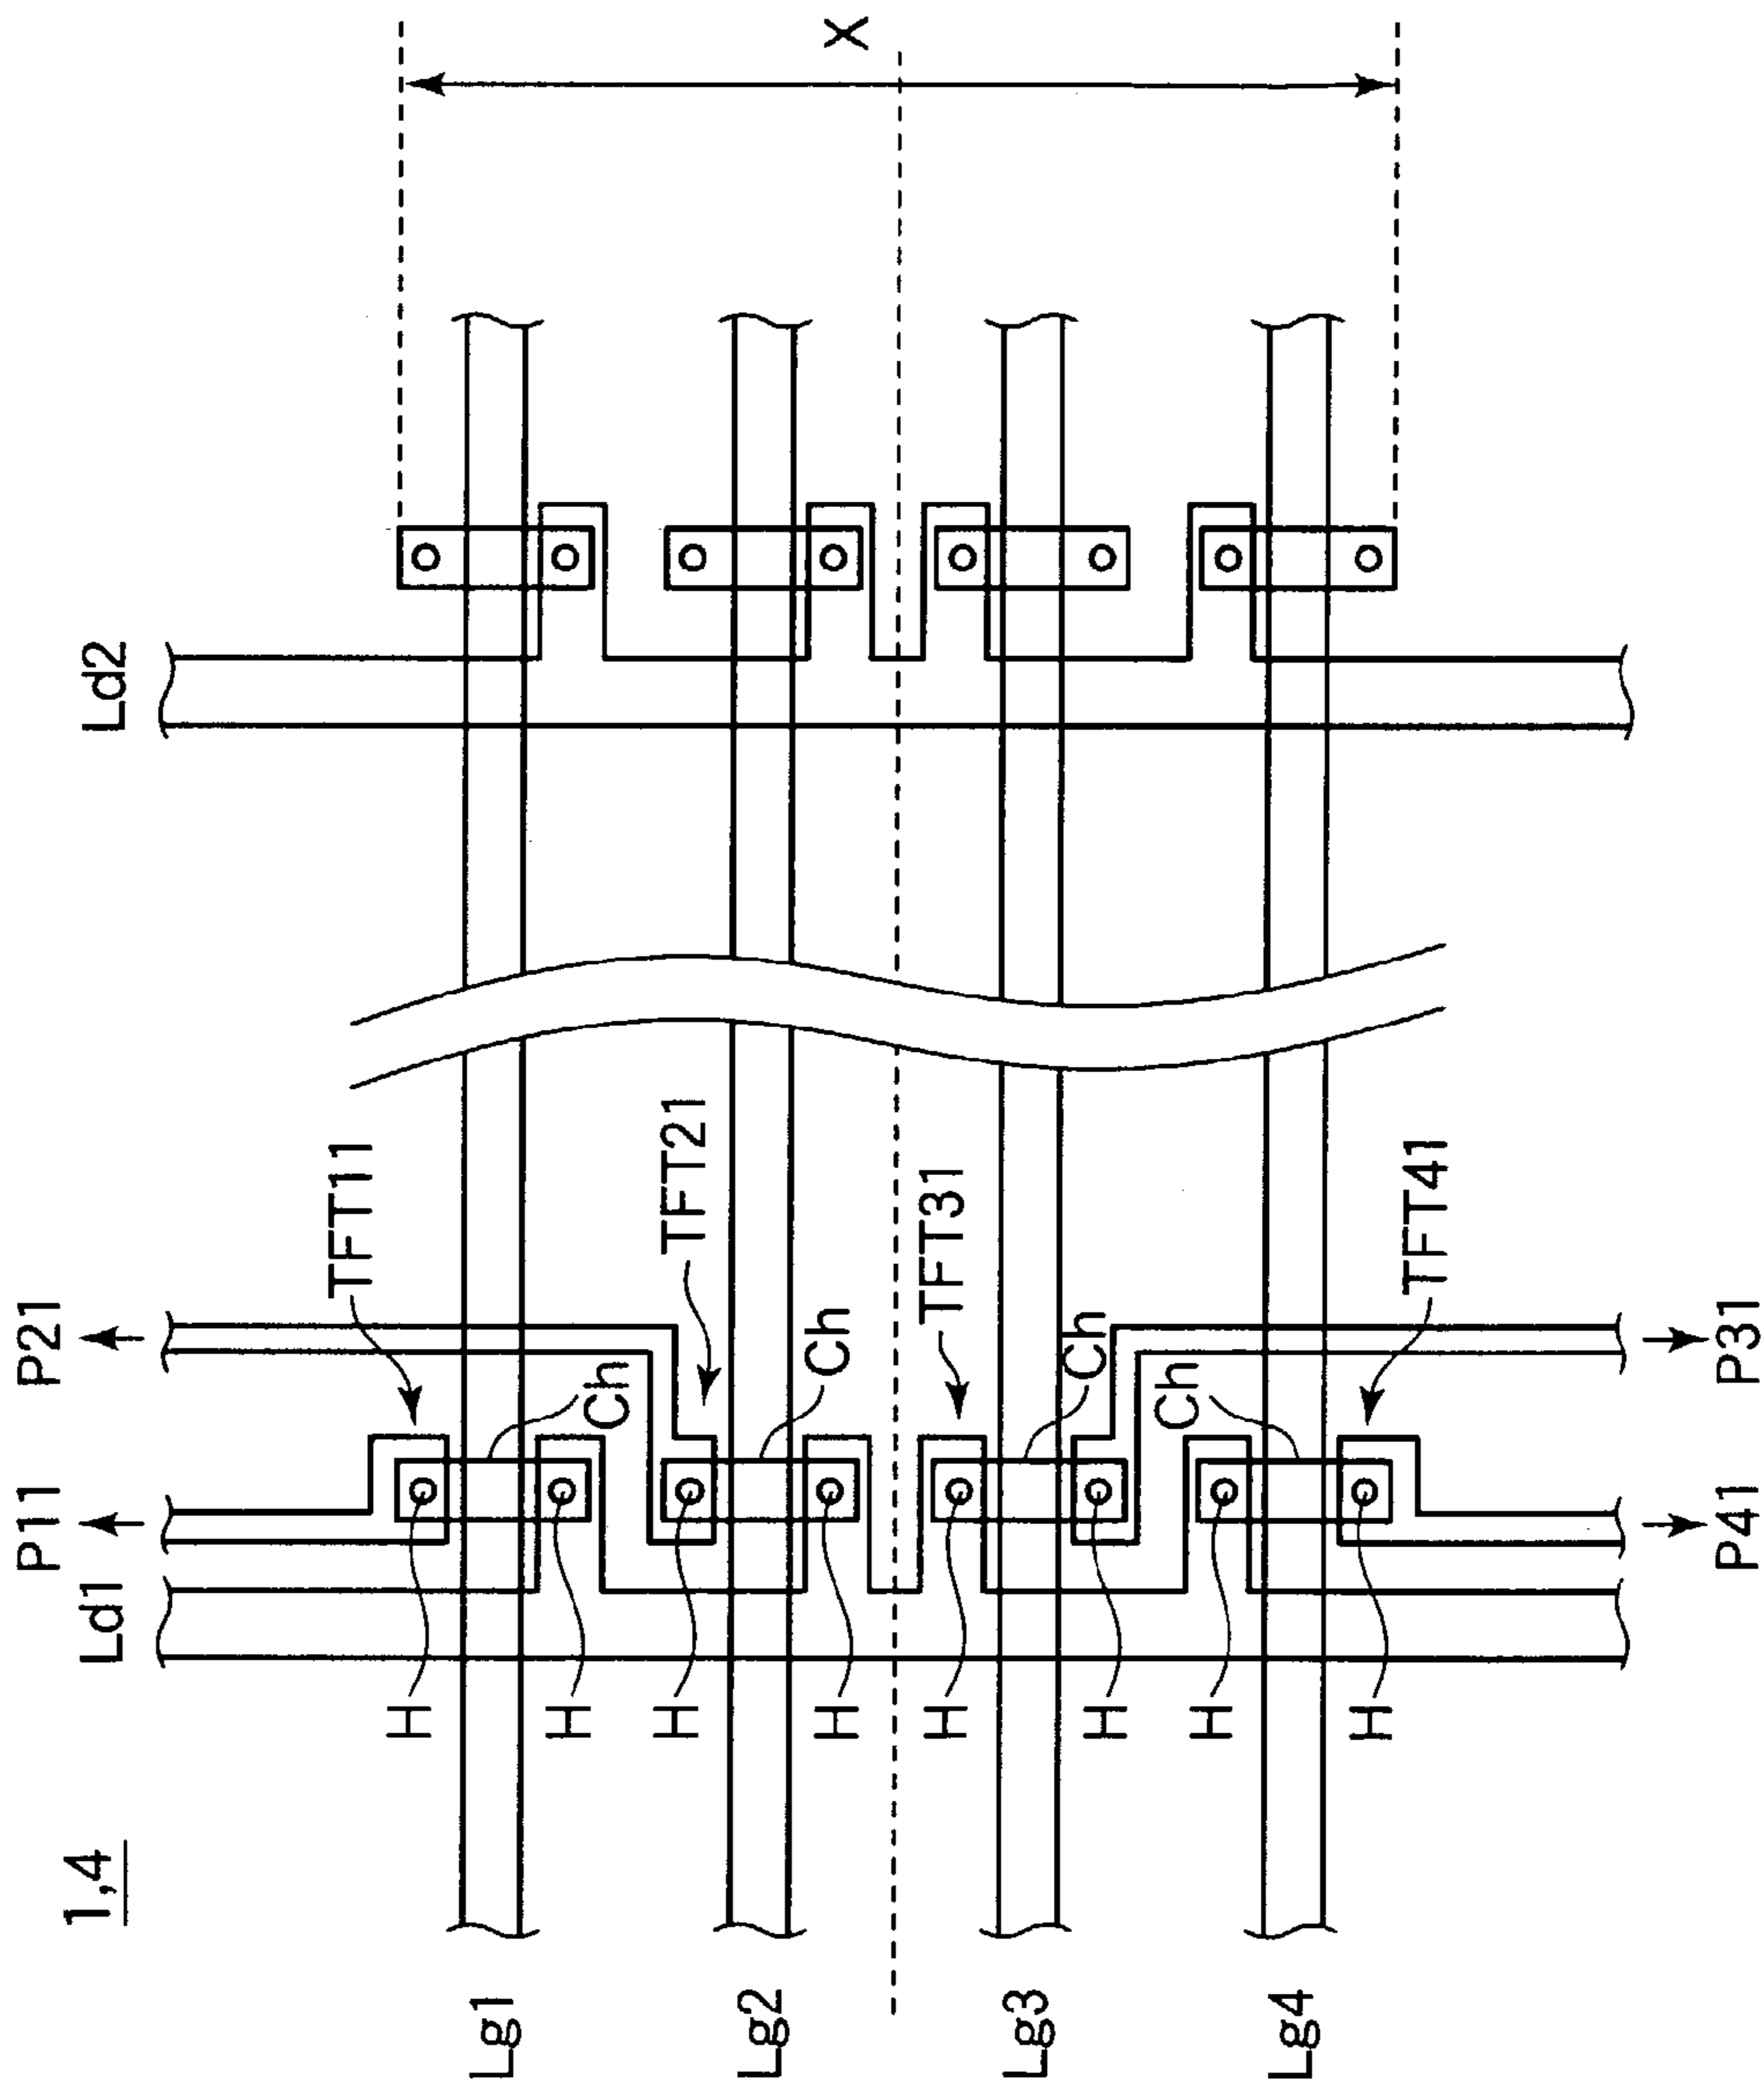 P11 P21
1,4 Ld1 Ld2
TFT11
H
Lg1
H
Ch
H TFT21
Lg2
H Ch X
H TFT31
Lg3
Ch
H
Ch
H
Lg4
H
TFT41
P41 P31